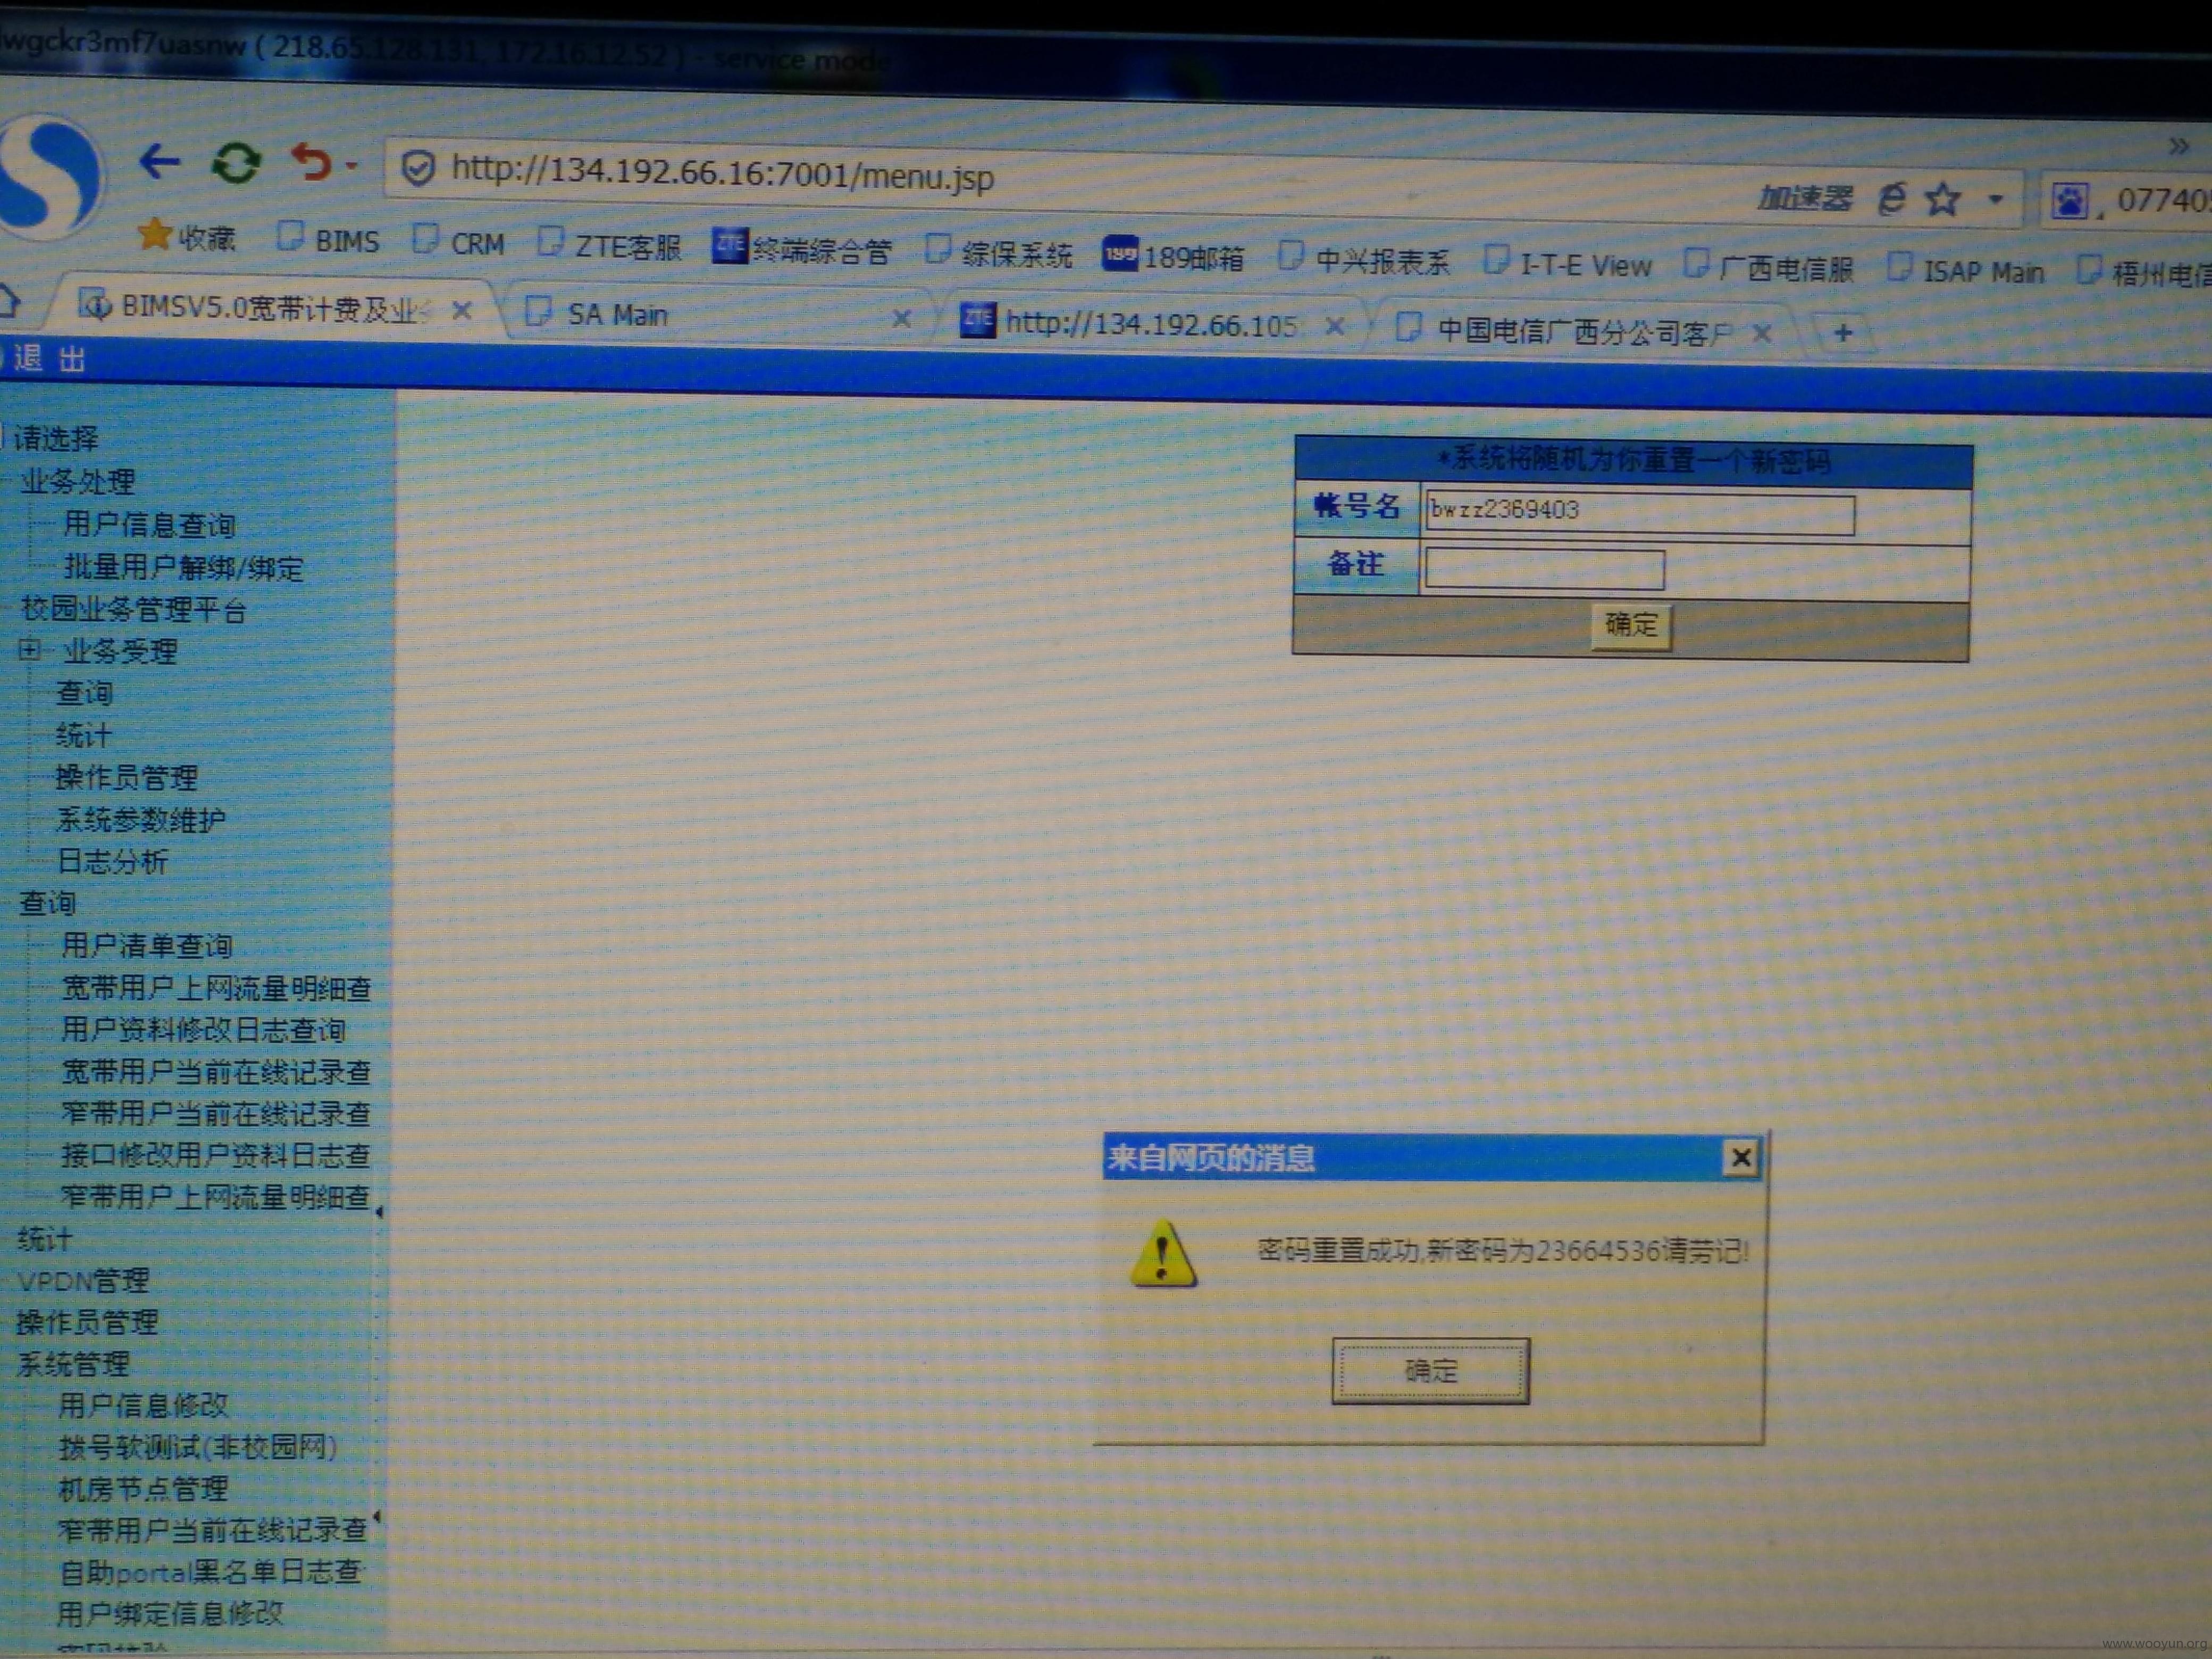 wgckr3mf7uasnw ( 218.65.128.131, 172.16.12.52 ) - service mode
http://134.192.66.16:7001/menu.jsp
加速器
07740
收藏 BIMS CRM ZTE客服 ZTE 终端综合管 综保系统 189 189邮箱 中兴报表系 I-T-E View 广西电信服 ISAP Main 梧州电信
BIMSV5.0宽带计费及业 SA Main ZTE http://134.192.66.105 中国电信广西分公司客户
退 出
请选择
业务处理
用户信息查询
批量用户解绑/绑定
校园业务管理平台
业务受理
查询
统计
操作员管理
系统参数维护
日志分析
查询
用户清单查询
宽带用户上网流量明细查
用户资料修改日志查询
宽带用户当前在线记录查
窄带用户当前在线记录查
接口修改用户资料日志查
窄带用户上网流量明细查
统计
VPDN管理
操作员管理
系统管理
用户信息修改
拨号软测试(非校园网)
机房节点管理
窄带用户当前在线记录查
自助portal黑名单日志查
用户绑定信息修改
*系统将随机为你重置一个新密码
帐号名 bwzz2369403
备注
确定
来自网页的消息
密码重置成功,新密码为23664536请劳记!
确定
www.wooyun.org